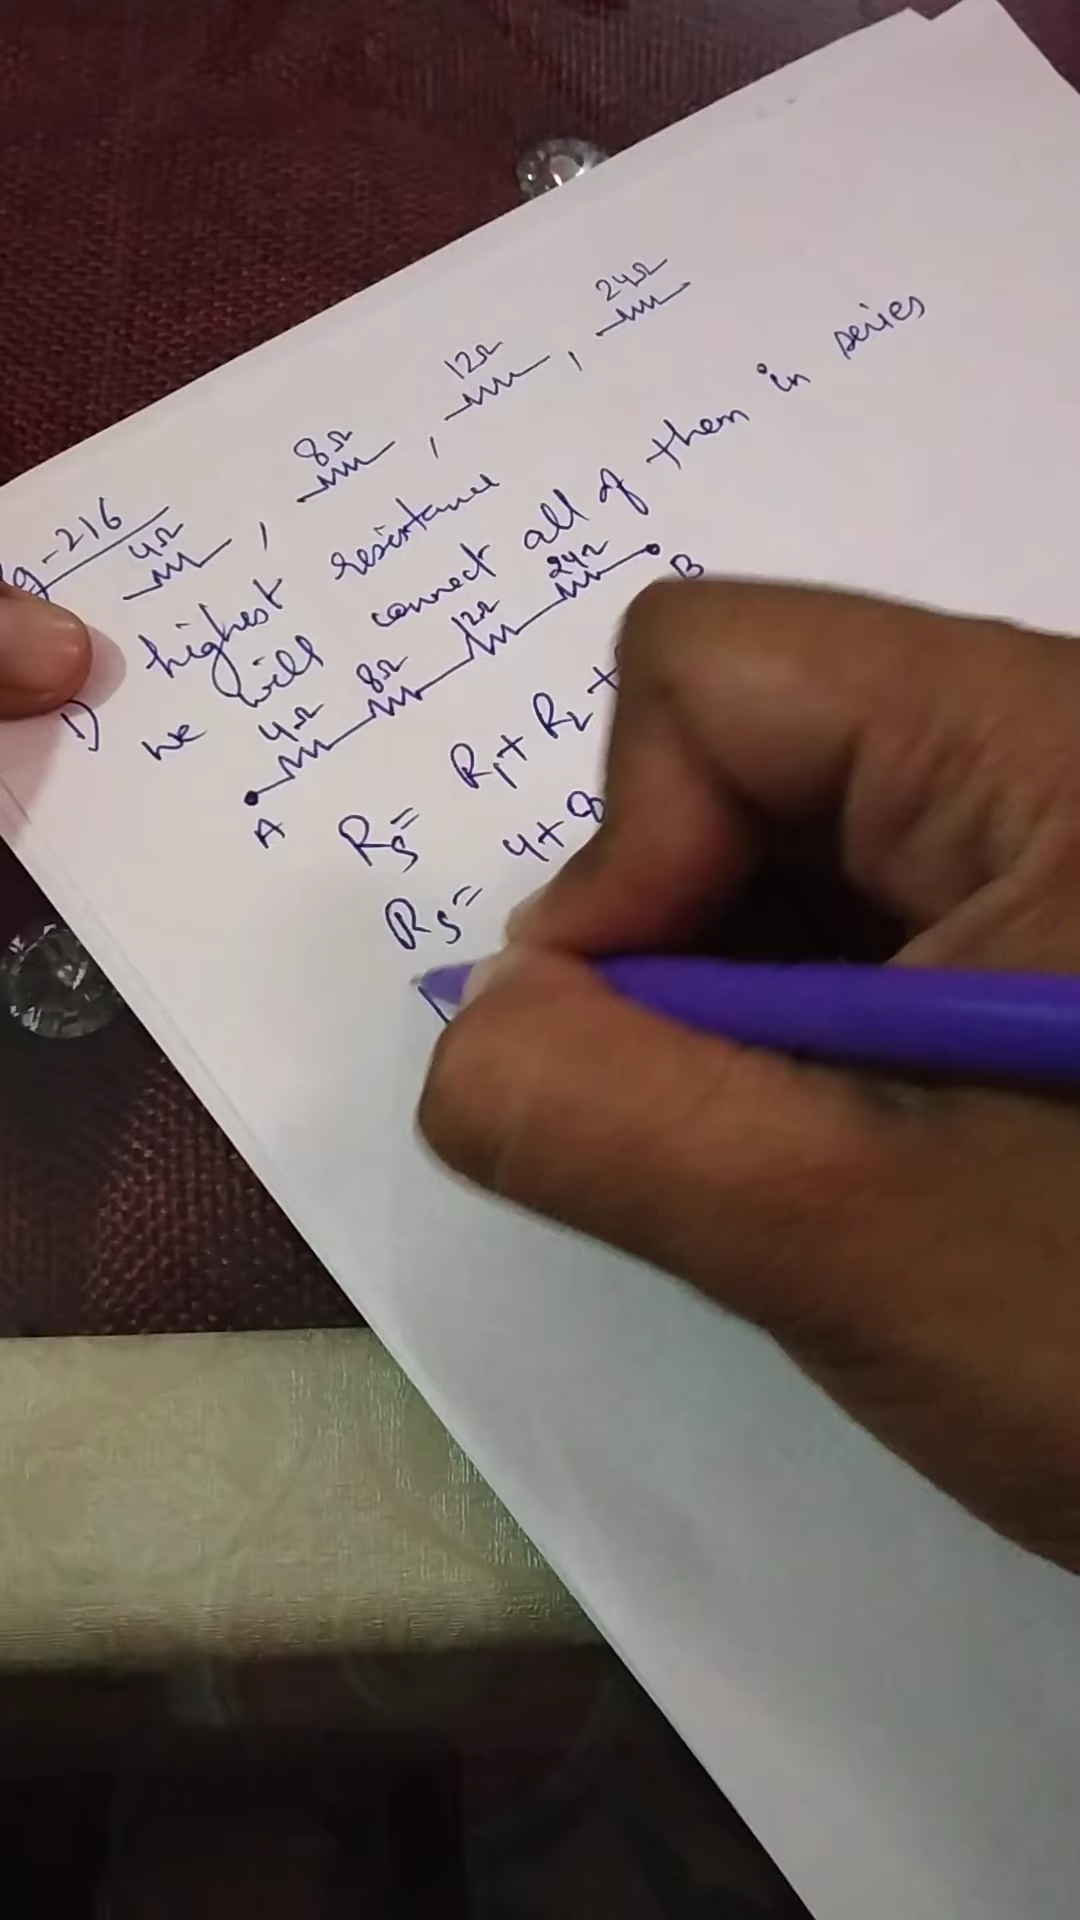 g-216
4Ω , 8Ω , 12Ω , 24Ω
1) highest resistance
we will connect all of them in series
4Ω 8Ω 12Ω 24Ω
A B
Rs= R1+ R2 +
Rs= 4+8